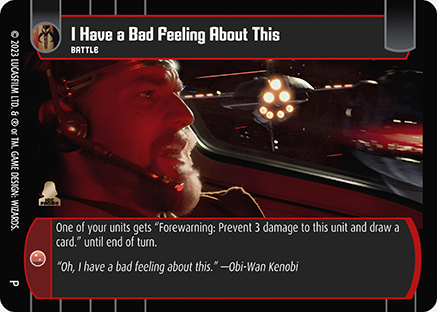 I Have a Bad Feeling About This
BATTLE
© 2023 LUCASFILM LTD. & ® or TM. GAME DESIGN: WIZARDS.
One of your units gets “Forewarning: Prevent 3 damage to this unit and draw a
card.” until end of turn.
“Oh, I have a bad feeling about this.” —Obi-Wan Kenobi
P